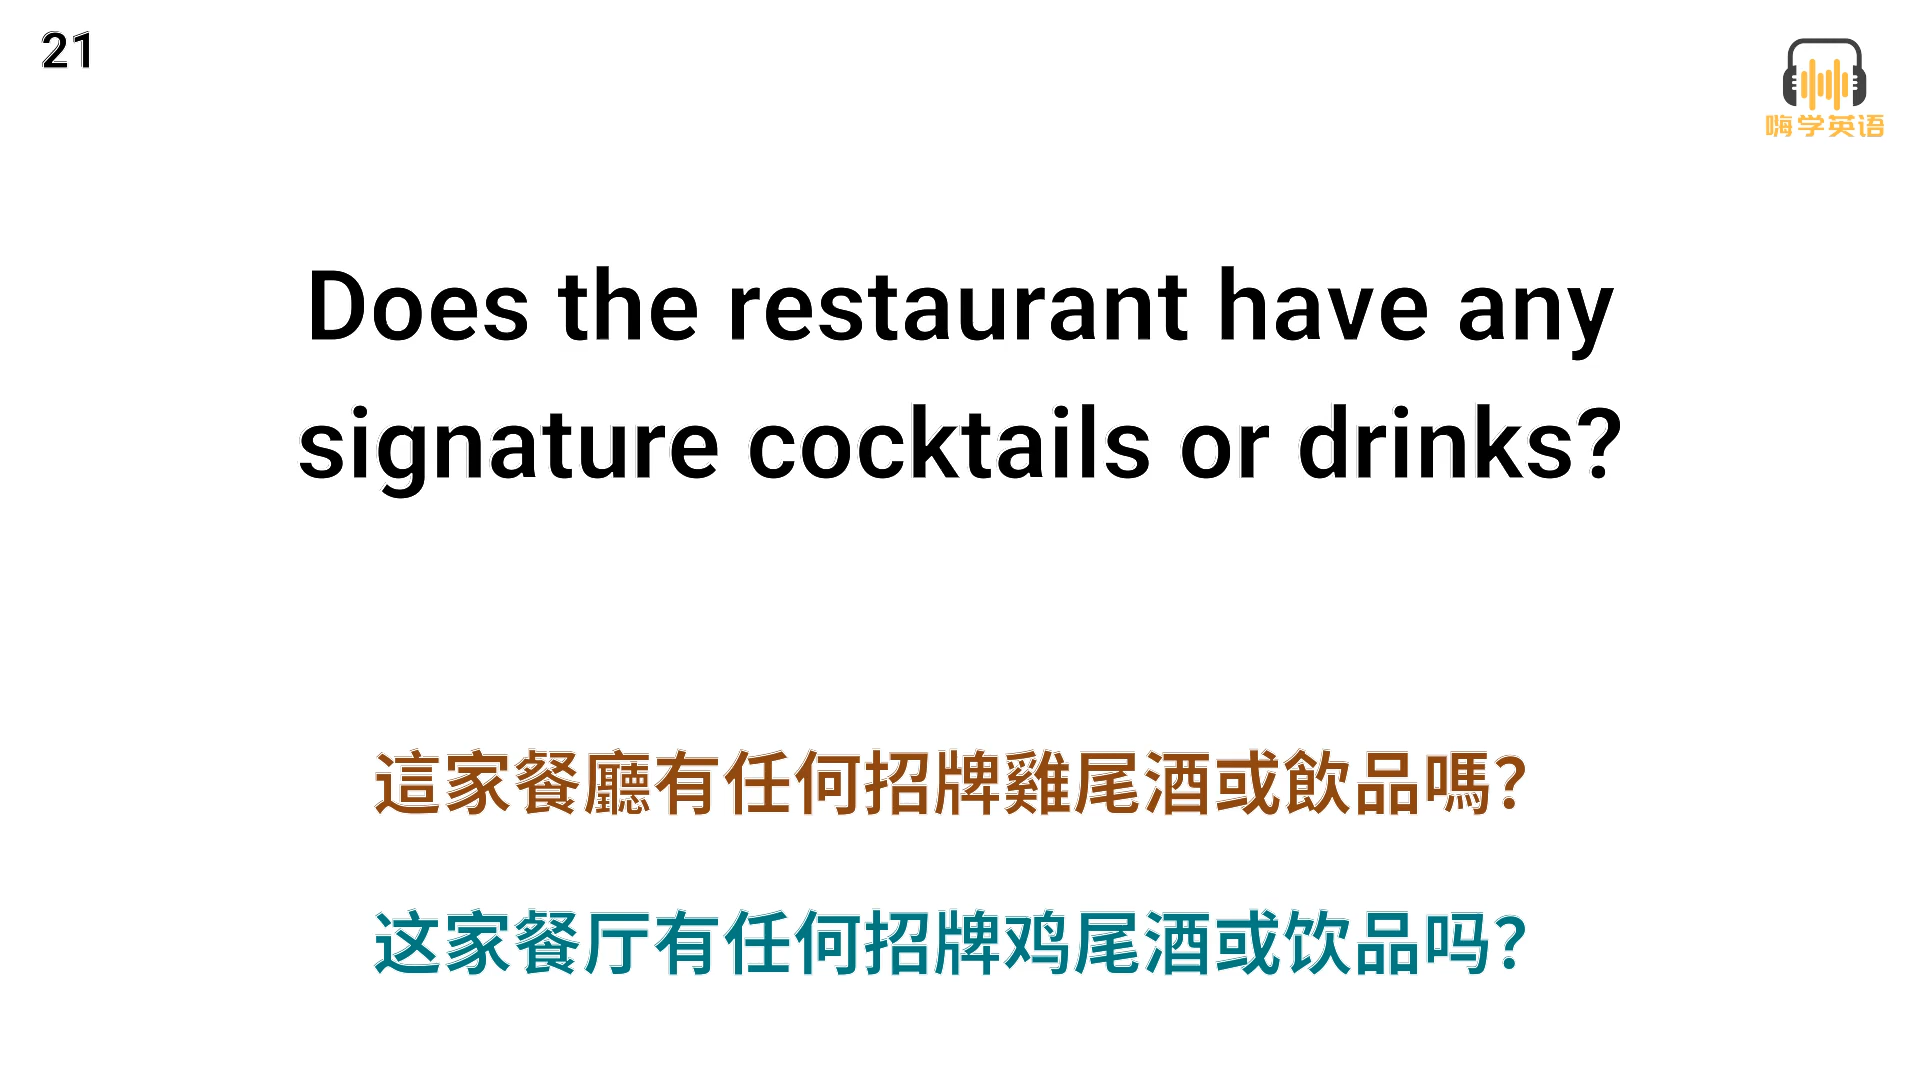 21
嗨学英语
Does the restaurant have any
signature cocktails or drinks?
這家餐廳有任何招牌雞尾酒或飲品嗎?
这家餐厅有任何招牌鸡尾酒或饮品吗?